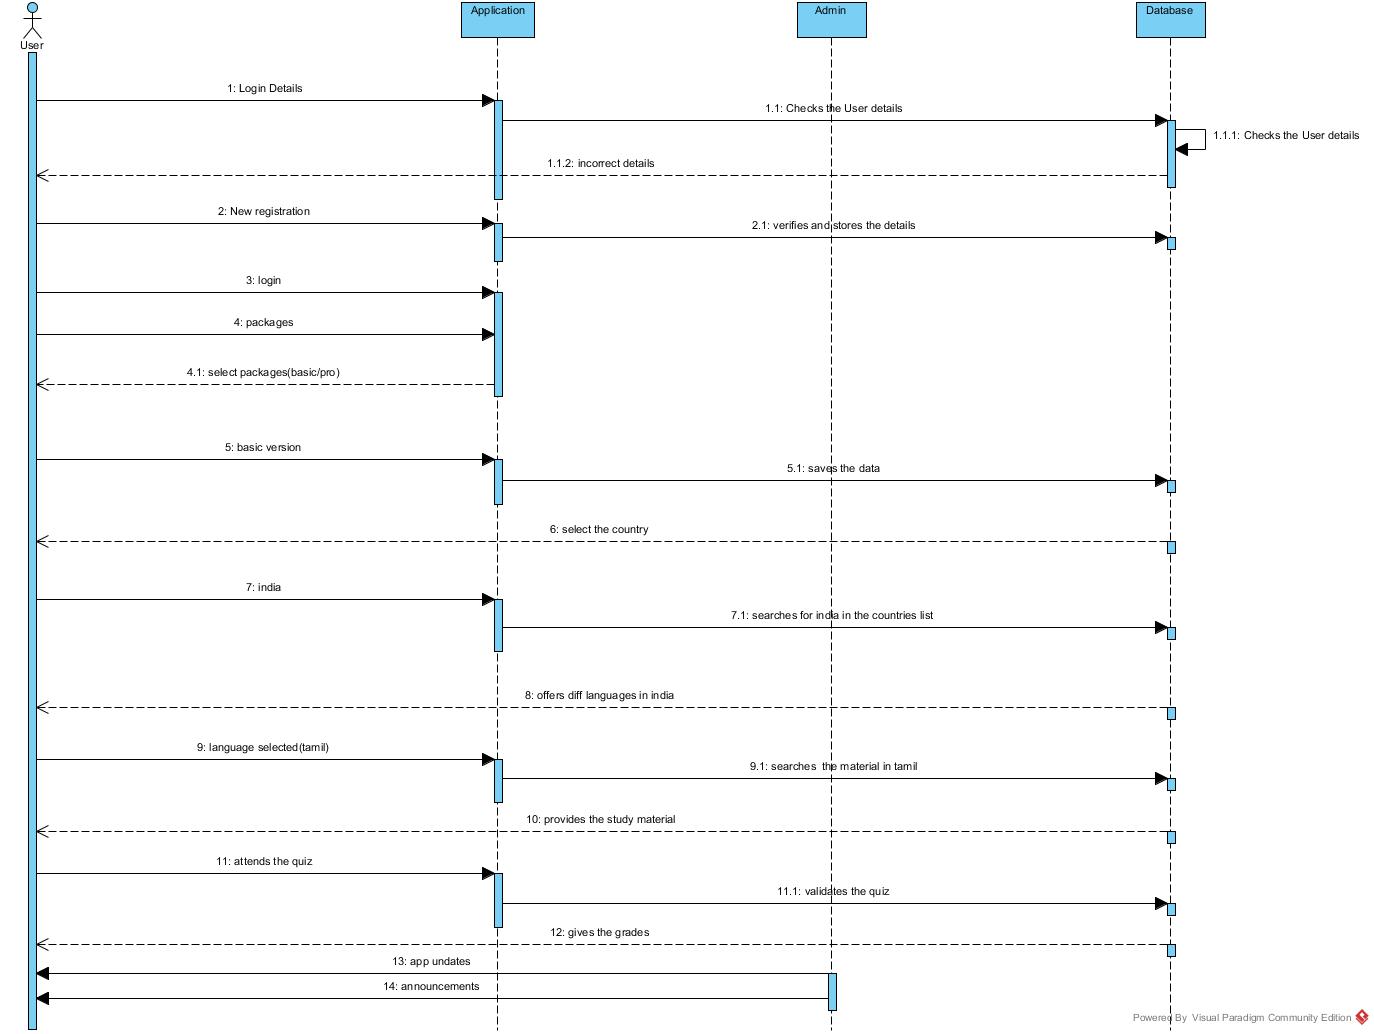 Application
Admin
Database
User
1: Login Details
1.1: Checks the User details
1.1.1: Checks the User details
1.1.2: incorrect details
2: New registration
2.1: verifies and stores the details
3: login
4: packages
4.1: select packages(basic/pro)
5: basic version
5.1: saves the data
6: select the country
7: india
7.1: searches for india in the countries list
8: offers diff languages in india
9: language selected(tamil)
9.1: searches  the material in tamil
10: provides the study material
11: attends the quiz
11.1: validates the quiz
12: gives the grades
13: app undates
14: announcements
Powered By Visual Paradigm Community Edition